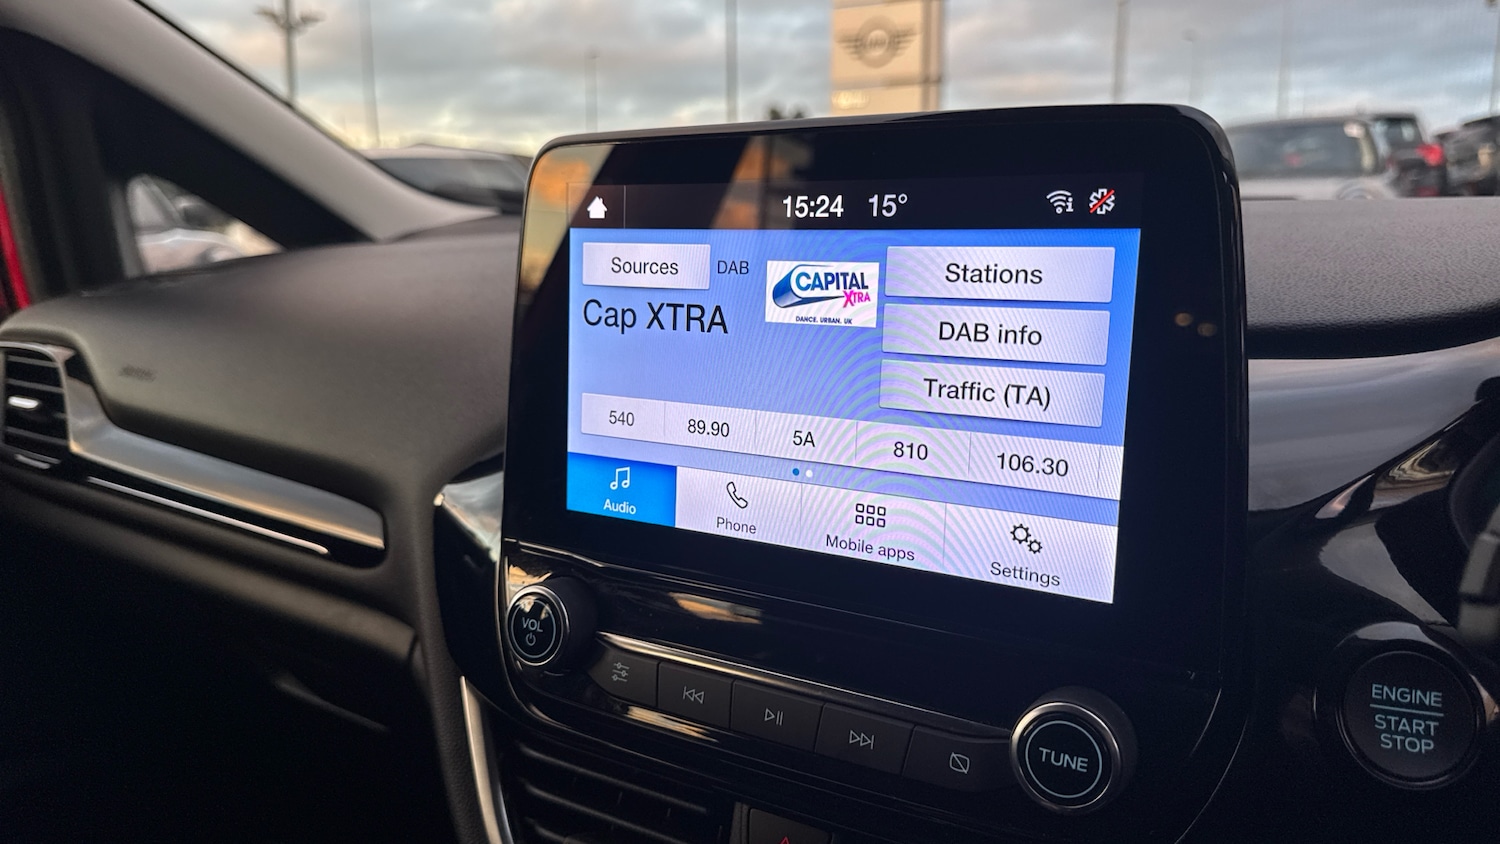 15:24 15°
Sources DAB
CAPITAL
XTRA
DANCE. URBAN. UK
Stations
Cap XTRA
DAB info
Traffic (TA)
540 89.90 5A 810 106.30
Audio Phone Mobile apps Settings
VOL
TUNE
ENGINE
START
STOP